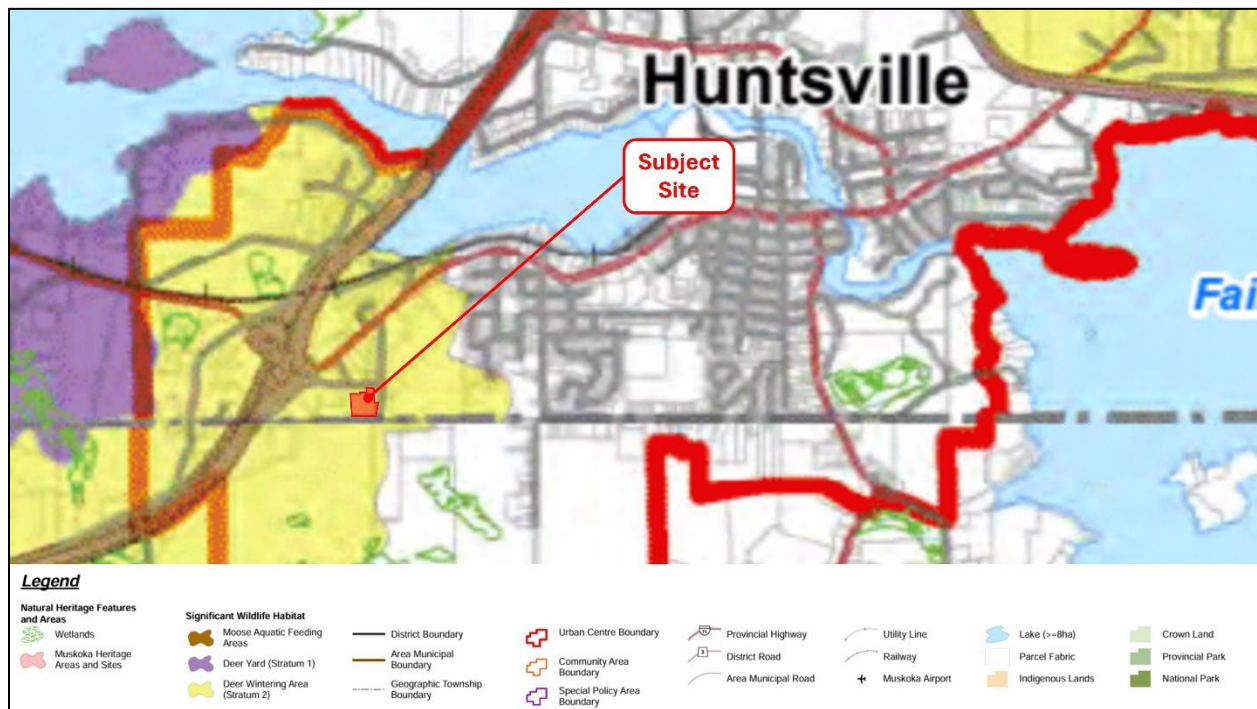 Huntsville
Subject
Site
Fai
Legend
Natural Heritage Features
and Areas
Wetlands
Muskoka Heritage
Areas and Sites
Significant Wildlife Habitat
Moose Aquatic Feeding
Areas
Deer Yard (Stratum 1)
Deer Wintering Area
(Stratum 2)
District Boundary
Area Municipal
Boundary
Geographic Township
Boundary
Urban Centre Boundary
Community Area
Boundary
Special Policy Area
Boundary
Provincial Highway
3
District Road
Area Municipal Road
Utility Line
Railway
Muskoka Airport
Lake (>=8ha)
Parcel Fabric
Indigenous Lands
Crown Land
Provincial Park
National Park